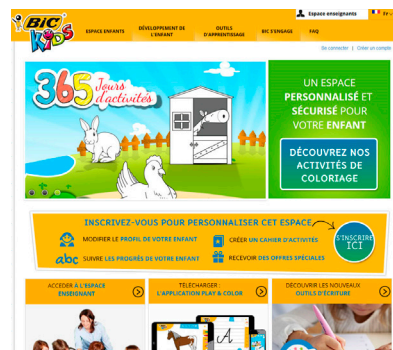 Espace enseignants
Fr
BiC
KiDS
ESPACE ENFANTS
DÉVELOPPEMENT DE L'ENFANT
OUTILS D'APPRENTISSAGE
BIC S'ENGAGE
FAQ
Se connecter | Créer un compte
365 Jours
d'activités
UN ESPACE
PERSONNALISÉ ET
SÉCURISÉ POUR
VOTRE ENFANT
DÉCOUVREZ NOS
ACTIVITÉS DE
COLORIAGE
INSCRIVEZ-VOUS POUR PERSONNALISER CET ESPACE
MODIFIER LE PROFIL DE VOTRE ENFANT
CRÉER UN CAHIER D'ACTIVITÉS
abc SUIVRE LES PROGRÈS DE VOTRE ENFANT
RECEVOIR DES OFFRES SPÉCIALES
S'INSCRIRE
ICI
ACCEDER À L'ESPACE
ENSEIGNANT
TÉLÉCHARGER :
L'APPLICATION PLAY & COLOR
DÉCOUVRIR LES NOUVEAUX
OUTILS D'ÉCRITURE
A